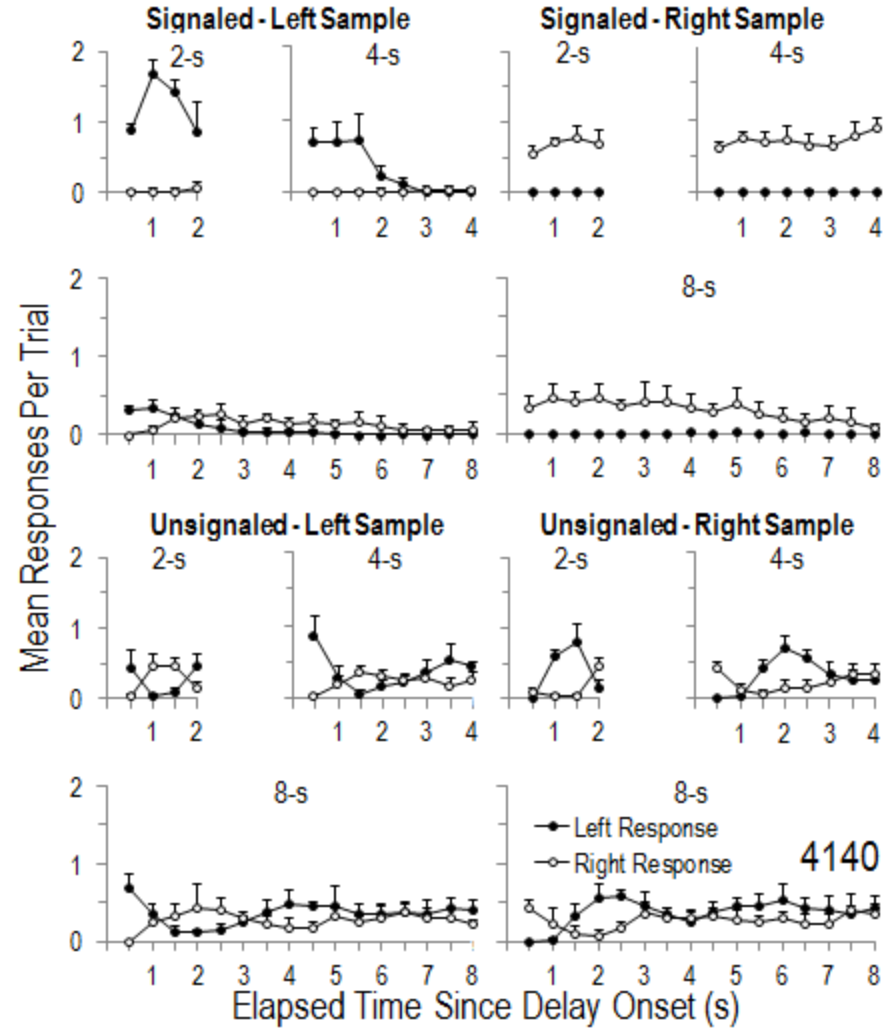 Signaled - Left Sample
Signaled - Right Sample
2-s
4-s
2-s
4-s
2
1
0
1 2
1 2 3 4
1 2
1 2 3 4
8-s
2
1
0
1 2 3 4 5 6 7 8
1 2 3 4 5 6 7 8
Mean Responses Per Trial
Unsignaled - Left Sample
Unsignaled - Right Sample
2-s
4-s
2-s
4-s
2
1
0
1 2
1 2 3 4
1 2
1 2 3 4
8-s
8-s
2
1
0
Left Response
Right Response
4140
1 2 3 4 5 6 7 8
1 2 3 4 5 6 7 8
Elapsed Time Since Delay Onset (s)